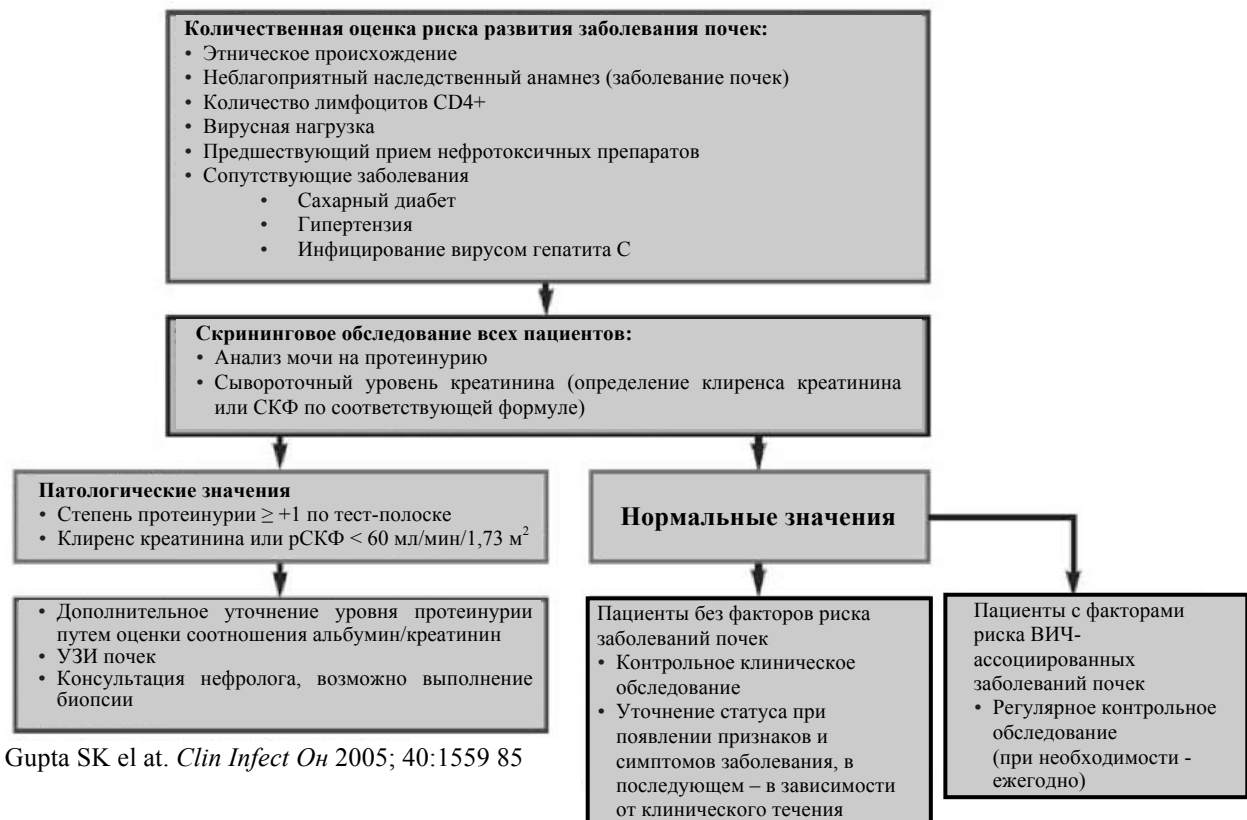 Количественная оценка риска развития заболевания почек:
• Этническое происхождение
• Неблагоприятный наследственный анамнез (заболевание почек)
• Количество лимфоцитов CD4+
• Вирусная нагрузка
• Предшествующий прием нефротоксичных препаратов
• Сопутствующие заболевания
• Сахарный диабет
• Гипертензия
• Инфицирование вирусом гепатита С
Скрининговое обследование всех пациентов:
• Анализ мочи на протеинурию
• Сывороточный уровень креатинина (определение клиренса креатинина
или СКФ по соответствующей формуле)
Патологические значения
• Степень протеинурии ≥ +1 по тест-полоске
• Клиренс креатинина или рСКФ < 60 мл/мин/1,73 м²
Нормальные значения
• Дополнительное уточнение уровня протеинурии
путем оценки соотношения альбумин/креатинин
• УЗИ почек
• Консультация нефролога, возможно выполнение
биопсии
Пациенты без факторов риска
заболеваний почек
• Контрольное клиническое
обследование
• Уточнение статуса при
появлении признаков и
симптомов заболевания, в
последующем – в зависимости
от клинического течения
Пациенты с факторами
риска ВИЧ-
ассоциированных
заболеваний почек
• Регулярное контрольное
обследование
(при необходимости -
ежегодно)
Gupta SK el at. Clin Infect Он 2005; 40:1559 85